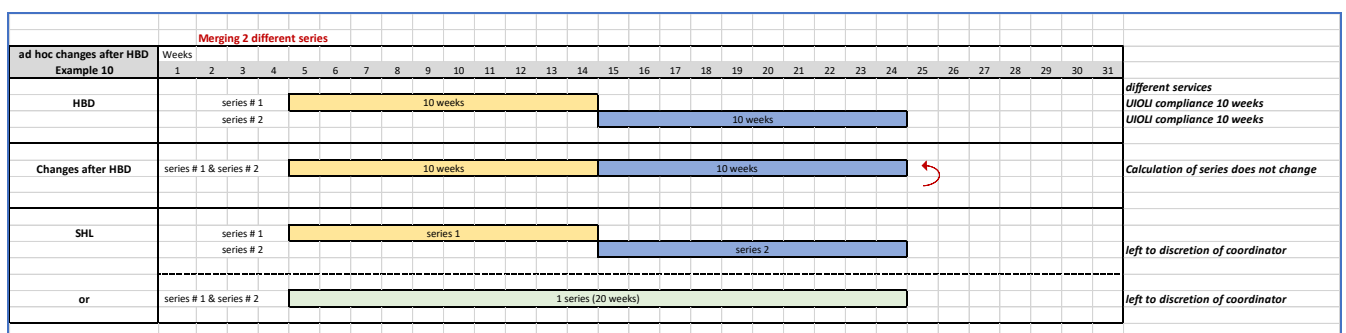 Merging 2 different series
ad hoc changes after HBD Weeks
Example 10 1 2 3 4 5 6 7 8 9 10 11 12 13 14 15 16 17 18 19 20 21 22 23 24 25 26 27 28 29 30 31
different services
HBD series # 1 10 weeks UIOLI compliance 10 weeks
series # 2 10 weeks UIOLI compliance 10 weeks
Changes after HBD series # 1 & series # 2 10 weeks 10 weeks Calculation of series does not change
SHL series # 1 series 1
series # 2 series 2 left to discretion of coordinator
or series # 1 & series # 2 1 series (20 weeks) left to discretion of coordinator